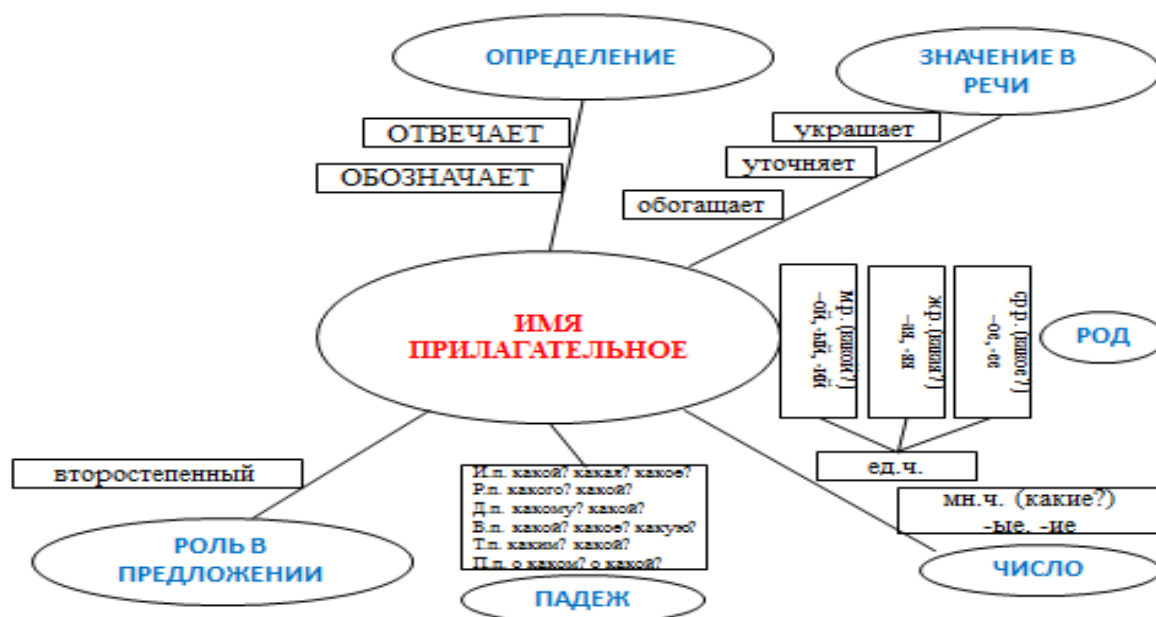 ОПРЕДЕЛЕНИЕ
ЗНАЧЕНИЕ В
РЕЧИ
ОТВЕЧАЕТ
ОБОЗНАЧАЕТ
украшает
уточняет
обогащает
ИМЯ
ПРИЛАГАТЕЛЬНОЕ
м.р. (какой?)
–ой, -ый, -ий
ж.р.(какая?)
–ая, -яя
ср.р. (какое?)
–ое, -ее
РОД
ед.ч.
мн.ч. (какие?)
-ые. -ие
ЧИСЛО
второстепенный
РОЛЬ В
ПРЕДЛОЖЕНИИ
И.п. какой? какая? какое?
Р.п. какого? какой?
Д.п. какому? какой?
В.п. какой? какое? какую?
Т.п. каким? какой?
П.п. о каком? о какой?
ПАДЕЖ